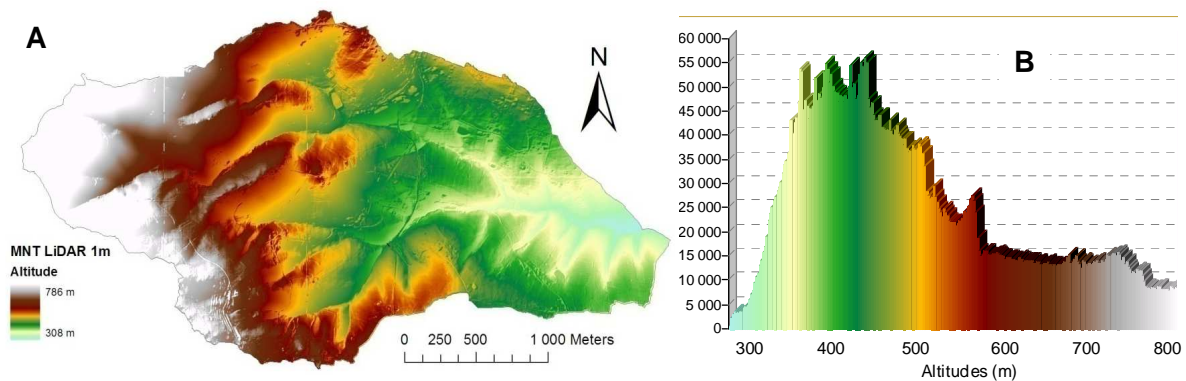 A
N
MNT LiDAR 1m
Altitude
786 m
308 m
0 250 500 1 000 Meters
B
60 000
55 000
50 000
45 000
40 000
35 000
30 000
25 000
20 000
15 000
10 000
5 000
0
300 400 500 600 700 800
Altitudes (m)